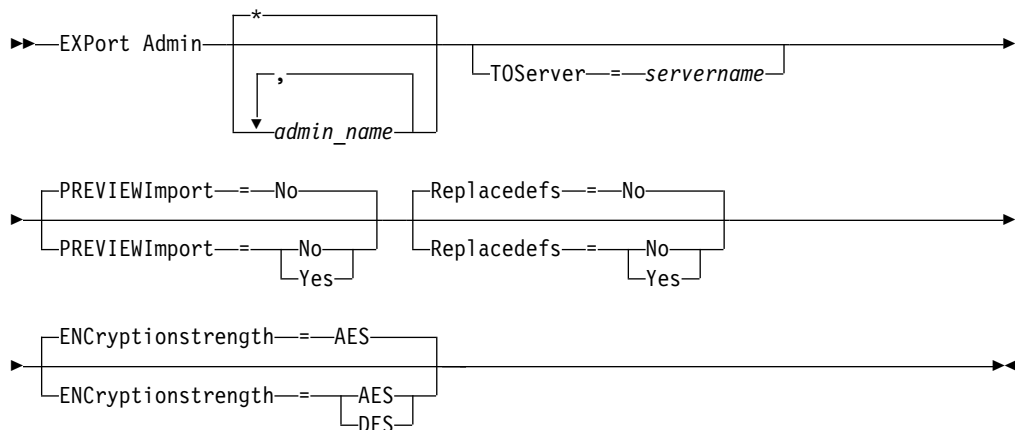 *
EXPort Admin
,
TOServer = servername
admin_name
PREVIEWImport = No Replacedefs = No
PREVIEWImport = No Replacedefs = No
Yes Yes
ENCryptionstrength = AES
ENCryptionstrength = AES
DES